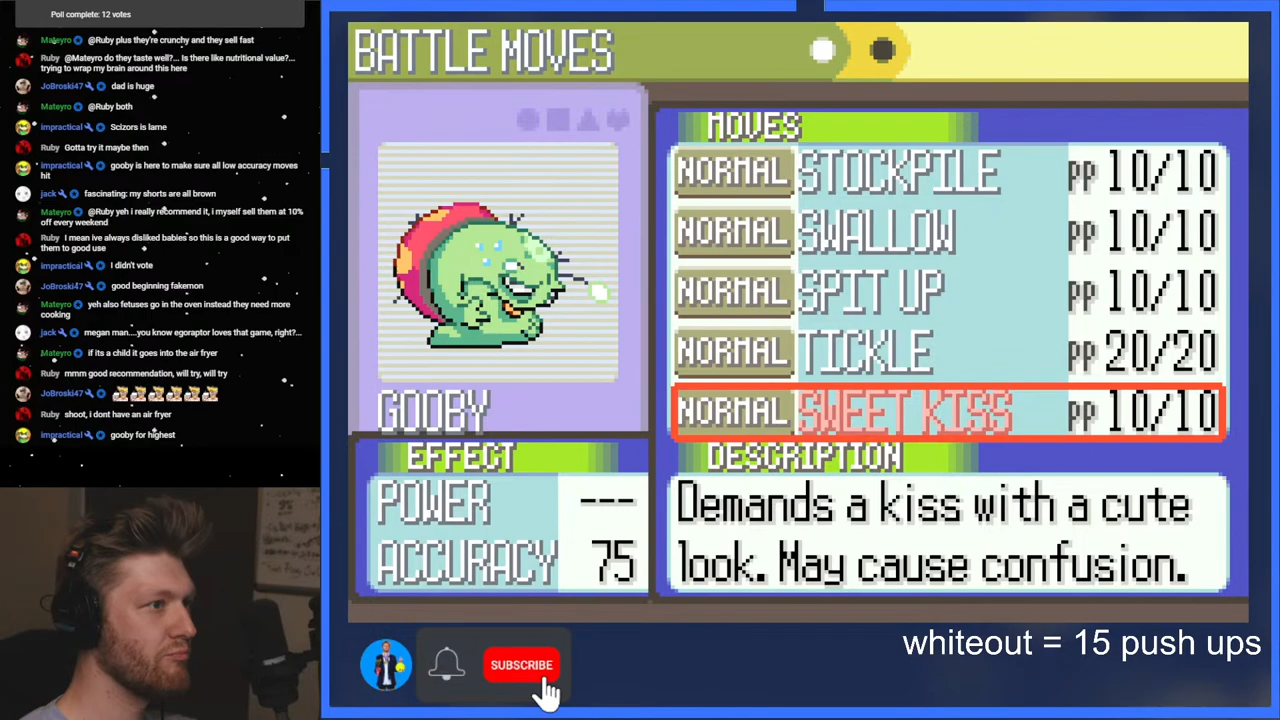 Poll complete: 12 votes
Mateyro @Ruby plus they're crunchy and they sell fast
Ruby @Mateyro do they taste well?... Is there like nutritional value?...
trying to wrap my brain around this here
JoBroski47 dad is huge
Mateyro @Ruby both
impractical Scizors is lame
Ruby Gotta try it maybe then
impractical gooby is here to make sure all low accuracy moves
hit
jack fascinating: my shorts are all brown
Mateyro @Ruby yeh i really recommend it, i myself sell them at 10%
off every weekend
Ruby I mean ive always disliked babies so this is a good way to put
them to good use
impractical I didn't vote
JoBroski47 good beginning fakemon
Mateyro yeh also fetuses go in the oven instead they need more
cooking
jack megan man....you know egoraptor loves that game, right?...
Mateyro if its a child it goes into the air fryer
Ruby mmm good recommendation, will try, will try
JoBroski47
Ruby shoot, i dont have an air fryer
impractical gooby for highest
BATTLE MOVES
GOOBY
MOVES
NORMAL STOCKPILE PP 10/10
NORMAL SWALLOW PP 10/10
NORMAL SPIT UP PP 10/10
NORMAL TICKLE PP 20/20
NORMAL SWEET KISS PP 10/10
EFFECT
POWER ---
ACCURACY 75
DESCRIPTION
Demands a kiss with a cute
look. May cause confusion.
SUBSCRIBE
whiteout = 15 push ups